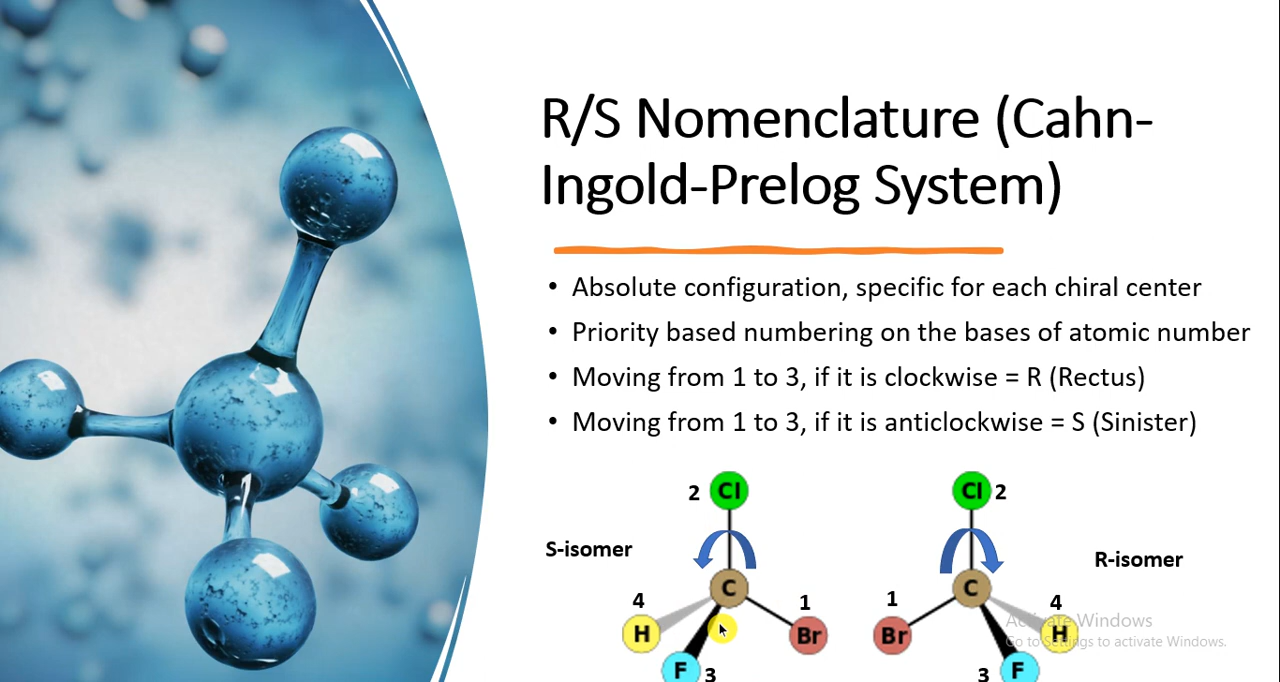 R/S Nomenclature (Cahn-
Ingold-Prelog System)
• Absolute configuration, specific for each chiral center
• Priority based numbering on the bases of atomic number
• Moving from 1 to 3, if it is clockwise = R (Rectus)
• Moving from 1 to 3, if it is anticlockwise = S (Sinister)
2 Cl
Cl 2
S-isomer
R-isomer
C
C
4
1
1
4
H
Br
Br
H
F 3
3 F
Activate Windows
Go to Settings to activate Windows.